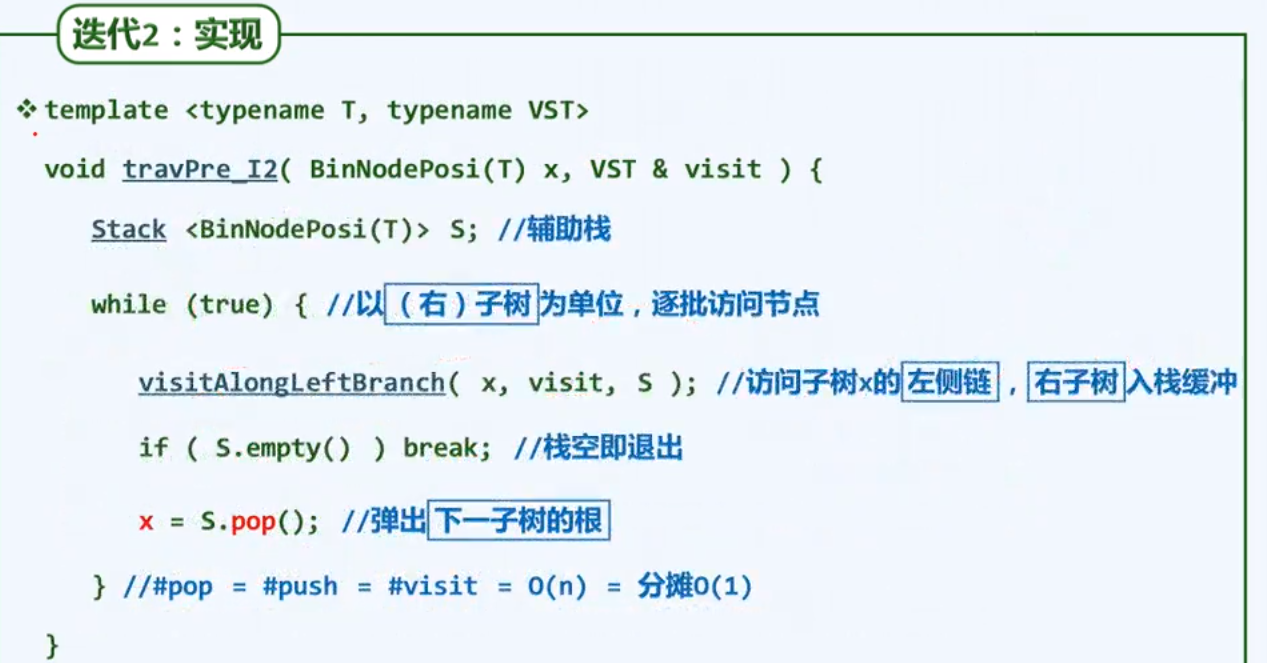 迭代2：实现
❖ template <typename T, typename VST>
void travPre_I2( BinNodePosi(T) x, VST & visit ) {
Stack <BinNodePosi(T)> S; //辅助栈
while (true) { //以（右）子树为单位，逐批访问节点
visitAlongLeftBranch( x, visit, S ); //访问子树x的左侧链，右子树入栈缓冲
if ( S.empty() ) break; //栈空即退出
x = S.pop(); //弹出下一子树的根
} //#pop = #push = #visit = O(n) = 分摊O(1)
}